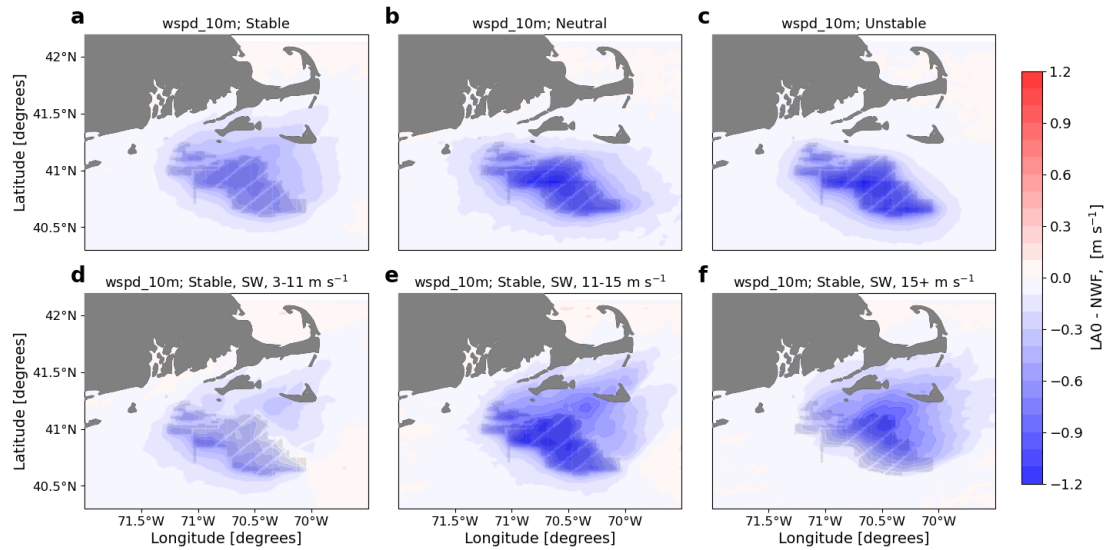 a
wspd_10m; Stable
b
wspd_10m; Neutral
c
wspd_10m; Unstable
42°N
41.5°N
41°N
40.5°N
Latitude [degrees]
d
wspd_10m; Stable, SW, 3-11 m s⁻¹
e
wspd_10m; Stable, SW, 11-15 m s⁻¹
f
wspd_10m; Stable, SW, 15+ m s⁻¹
42°N
41.5°N
41°N
40.5°N
Latitude [degrees]
71.5°W 71°W 70.5°W 70°W
Longitude [degrees]
71.5°W 71°W 70.5°W 70°W
Longitude [degrees]
71.5°W 71°W 70.5°W 70°W
Longitude [degrees]
1.2
0.9
0.6
0.3
0.0
−0.3
−0.6
−0.9
−1.2
LA0 - NWF, [m s⁻¹]